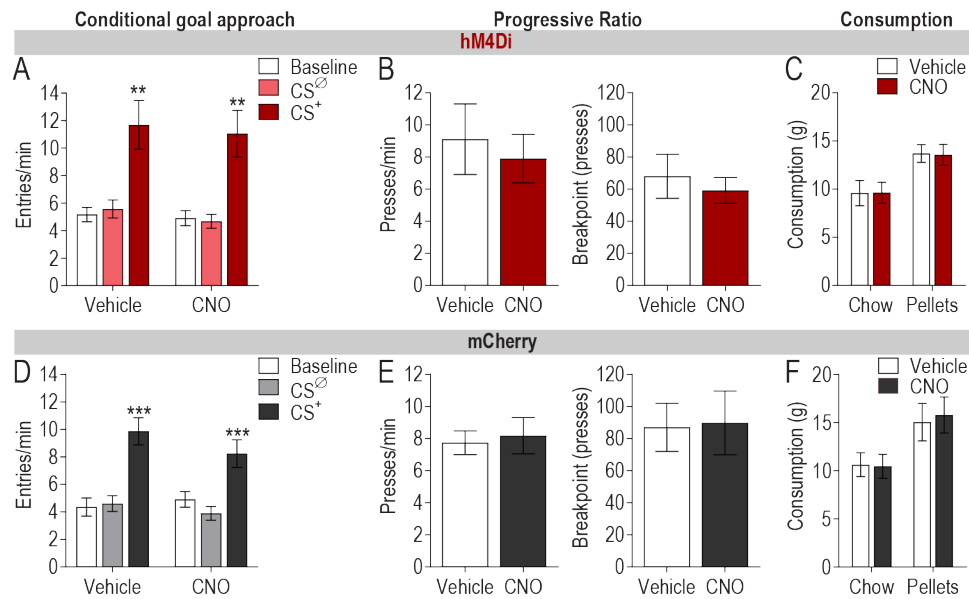 Conditional goal approach
Progressive Ratio
Consumption
hM4Di
A
Baseline
CS∅
CS+
Entries/min
14
12
10
8
6
4
2
0
**
**
Vehicle
CNO
B
Presses/min
12
10
8
6
4
2
0
Vehicle
CNO
Breakpoint (presses)
120
100
80
60
40
20
0
Vehicle
CNO
C
Vehicle
CNO
Consumption (g)
20
15
10
5
0
Chow
Pellets
mCherry
D
Baseline
CS∅
CS+
Entries/min
14
12
10
8
6
4
2
0
***
***
Vehicle
CNO
E
Presses/min
12
10
8
6
4
2
0
Vehicle
CNO
Breakpoint (presses)
120
100
80
60
40
20
0
Vehicle
CNO
F
Vehicle
CNO
Consumption (g)
20
15
10
5
0
Chow
Pellets